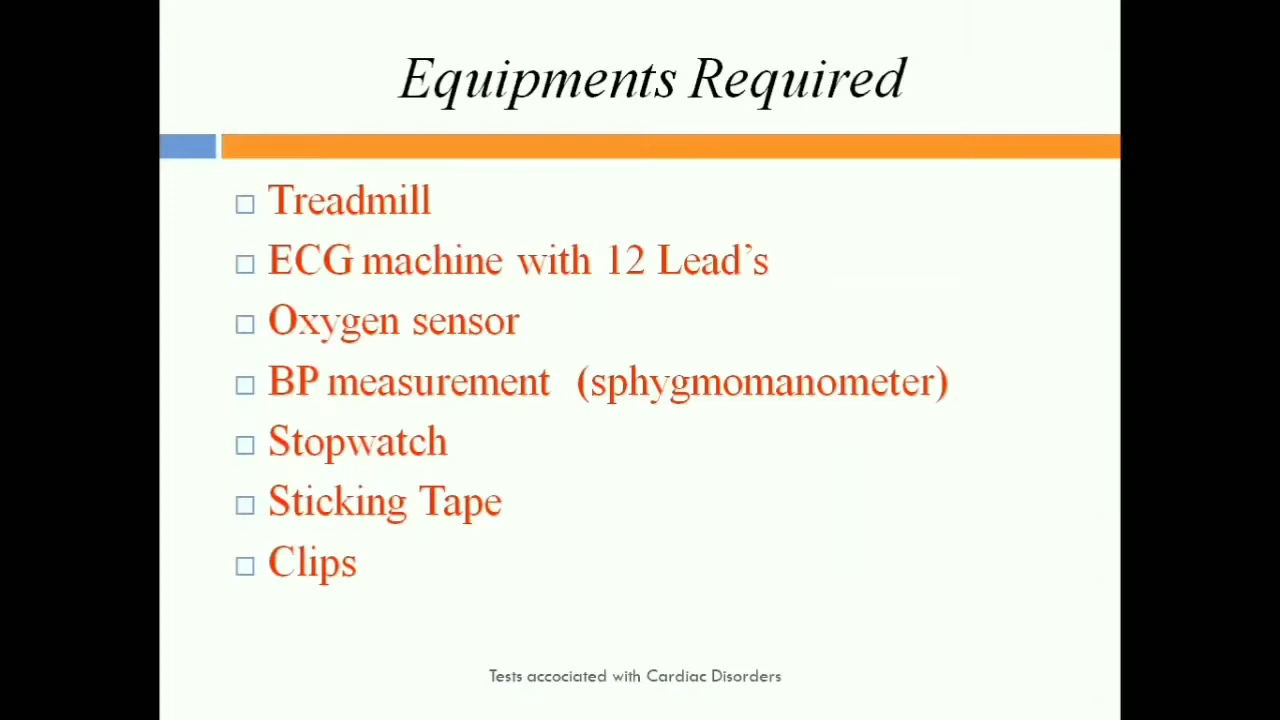 Equipments Required
Treadmill
ECG machine with 12 Lead’s
Oxygen sensor
BP measurement (sphygmomanometer)
Stopwatch
Sticking Tape
Clips
Tests accociated with Cardiac Disorders